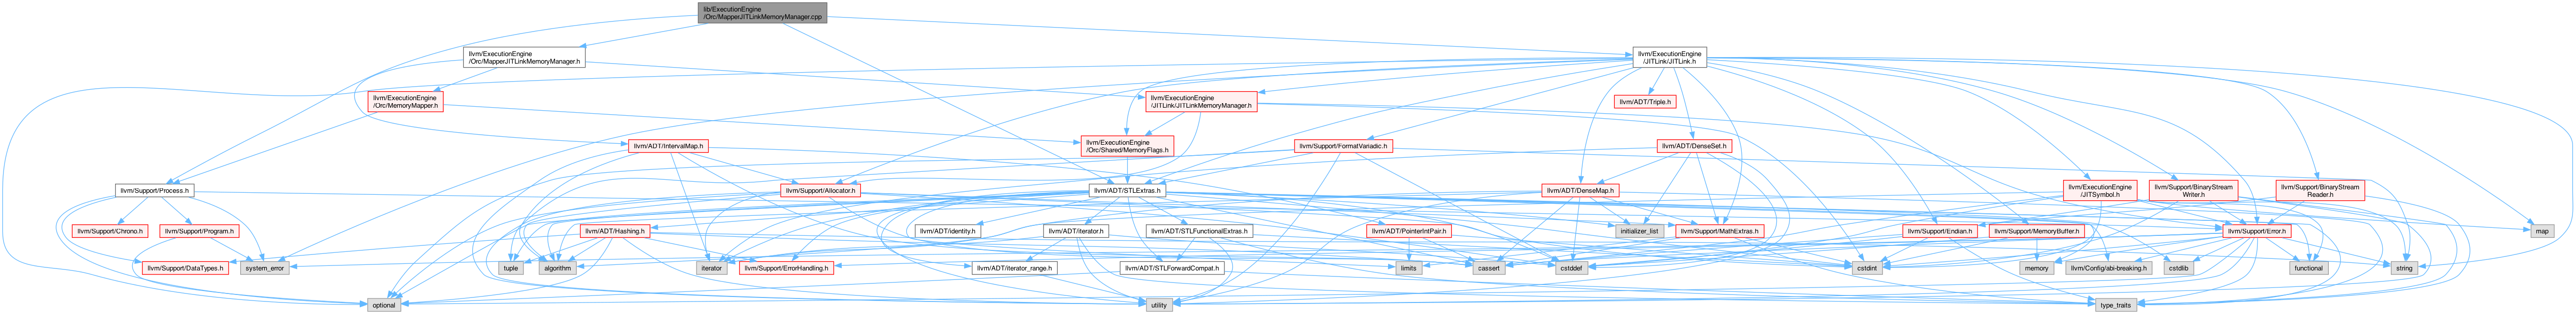 lib/ExecutionEngine
/Orc/MapperJITLinkMemoryManager.cpp
llvm/ExecutionEngine
/Orc/MapperJITLinkMemoryManager.h
llvm/ExecutionEngine
/JITLink/JITLink.h
llvm/ExecutionEngine
/Orc/MemoryMapper.h
llvm/ExecutionEngine
/JITLink/JITLinkMemoryManager.h
llvm/ADT/Triple.h
llvm/ADT/IntervalMap.h
llvm/ExecutionEngine
/Orc/Shared/MemoryFlags.h
llvm/Support/FormatVariadic.h
llvm/ADT/DenseSet.h
llvm/Support/Process.h
llvm/Support/Allocator.h
llvm/ADT/STLExtras.h
llvm/ADT/DenseMap.h
llvm/ExecutionEngine
/JITSymbol.h
llvm/Support/BinaryStream
Writer.h
llvm/Support/BinaryStream
Reader.h
llvm/Support/Chrono.h
llvm/Support/Program.h
llvm/ADT/Hashing.h
llvm/ADT/identity.h
llvm/ADT/iterator.h
llvm/ADT/STLFunctionalExtras.h
llvm/ADT/PointerIntPair.h
initializer_list
llvm/Support/MathExtras.h
llvm/Support/Endian.h
llvm/Support/MemoryBuffer.h
llvm/Support/Error.h
map
llvm/Support/DataTypes.h
system_error
tuple
algorithm
iterator
llvm/Support/ErrorHandling.h
llvm/ADT/iterator_range.h
llvm/ADT/STLForwardCompat.h
limits
cassert
cstddef
cstdint
memory
llvm/Config/abi-breaking.h
cstdlib
functional
string
optional
utility
type_traits